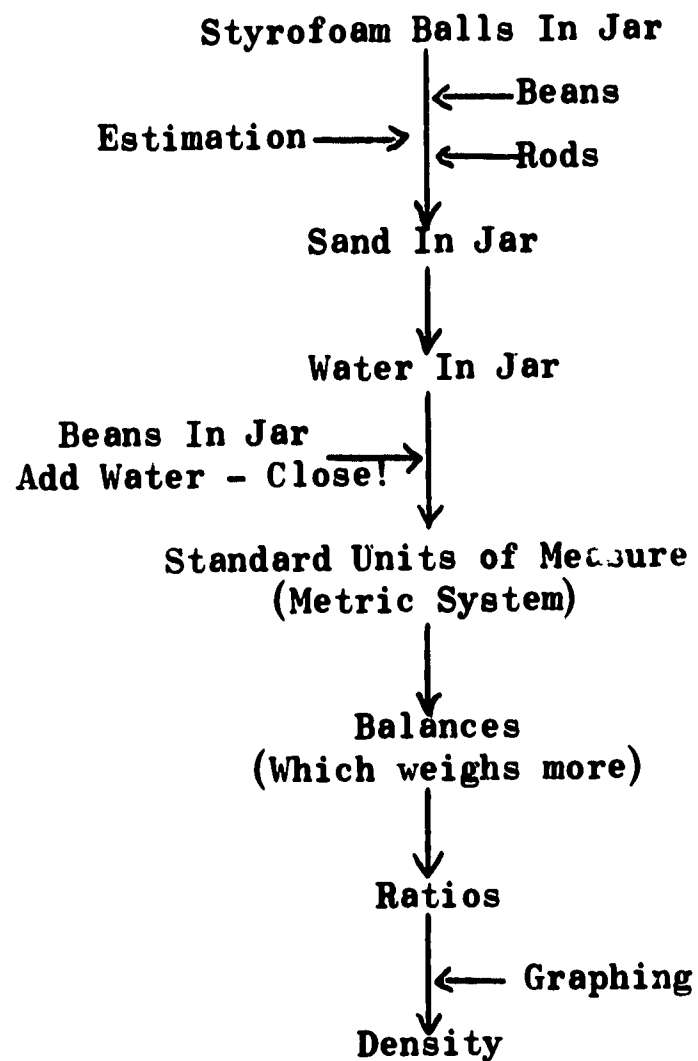 Styrofoam Balls In Jar
Beans
Estimation
Rods
Sand In Jar
Water In Jar
Beans In Jar
Add Water - Close!
Standard Units of Measure
(Metric System)
Balances
(Which weighs more)
Ratios
Graphing
Density